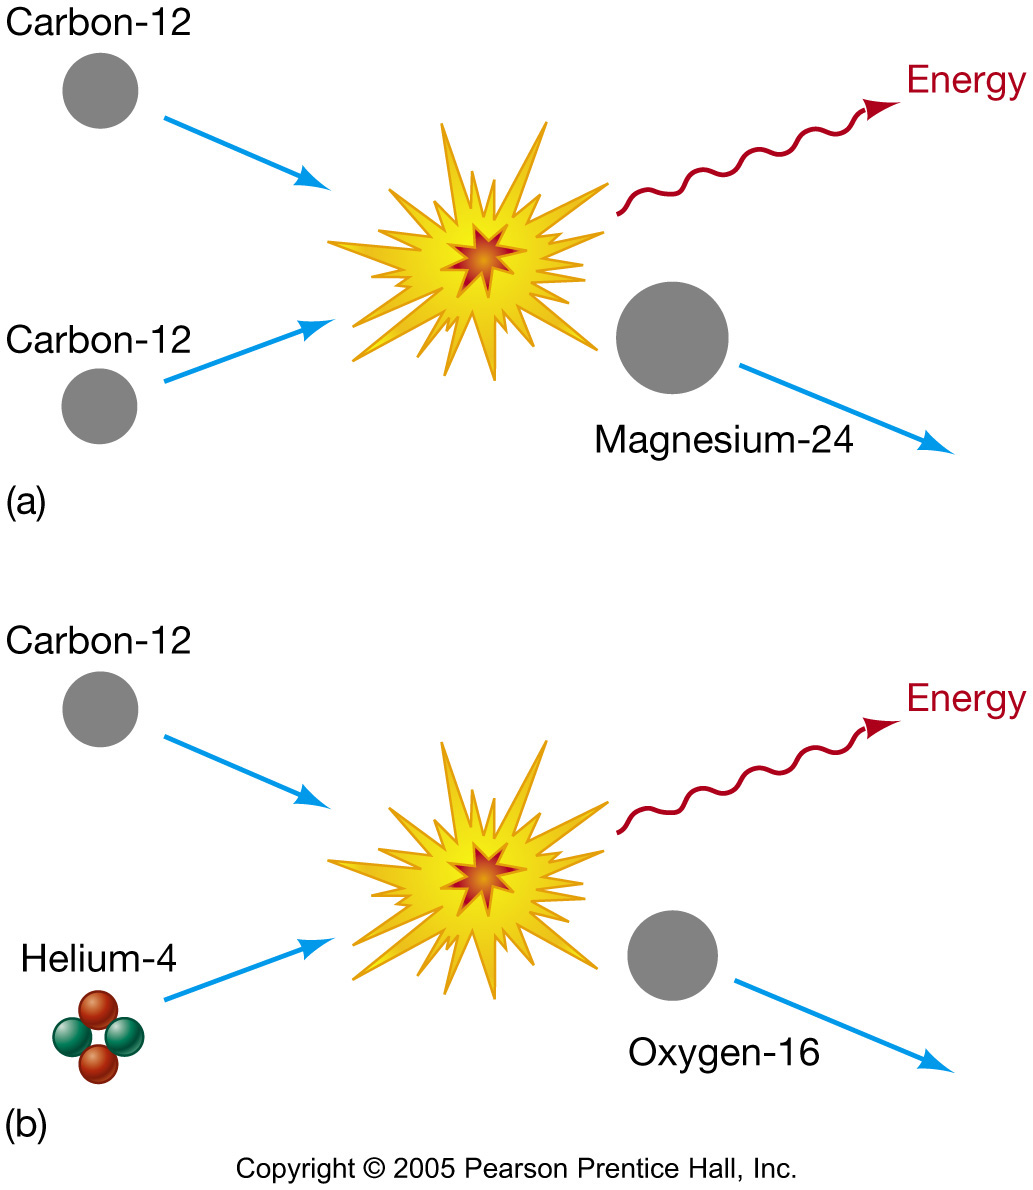 Carbon-12
Energy
Carbon-12
Magnesium-24
(a)
Carbon-12
Energy
Helium-4
Oxygen-16
(b)
Copyright © 2005 Pearson Prentice Hall, Inc.